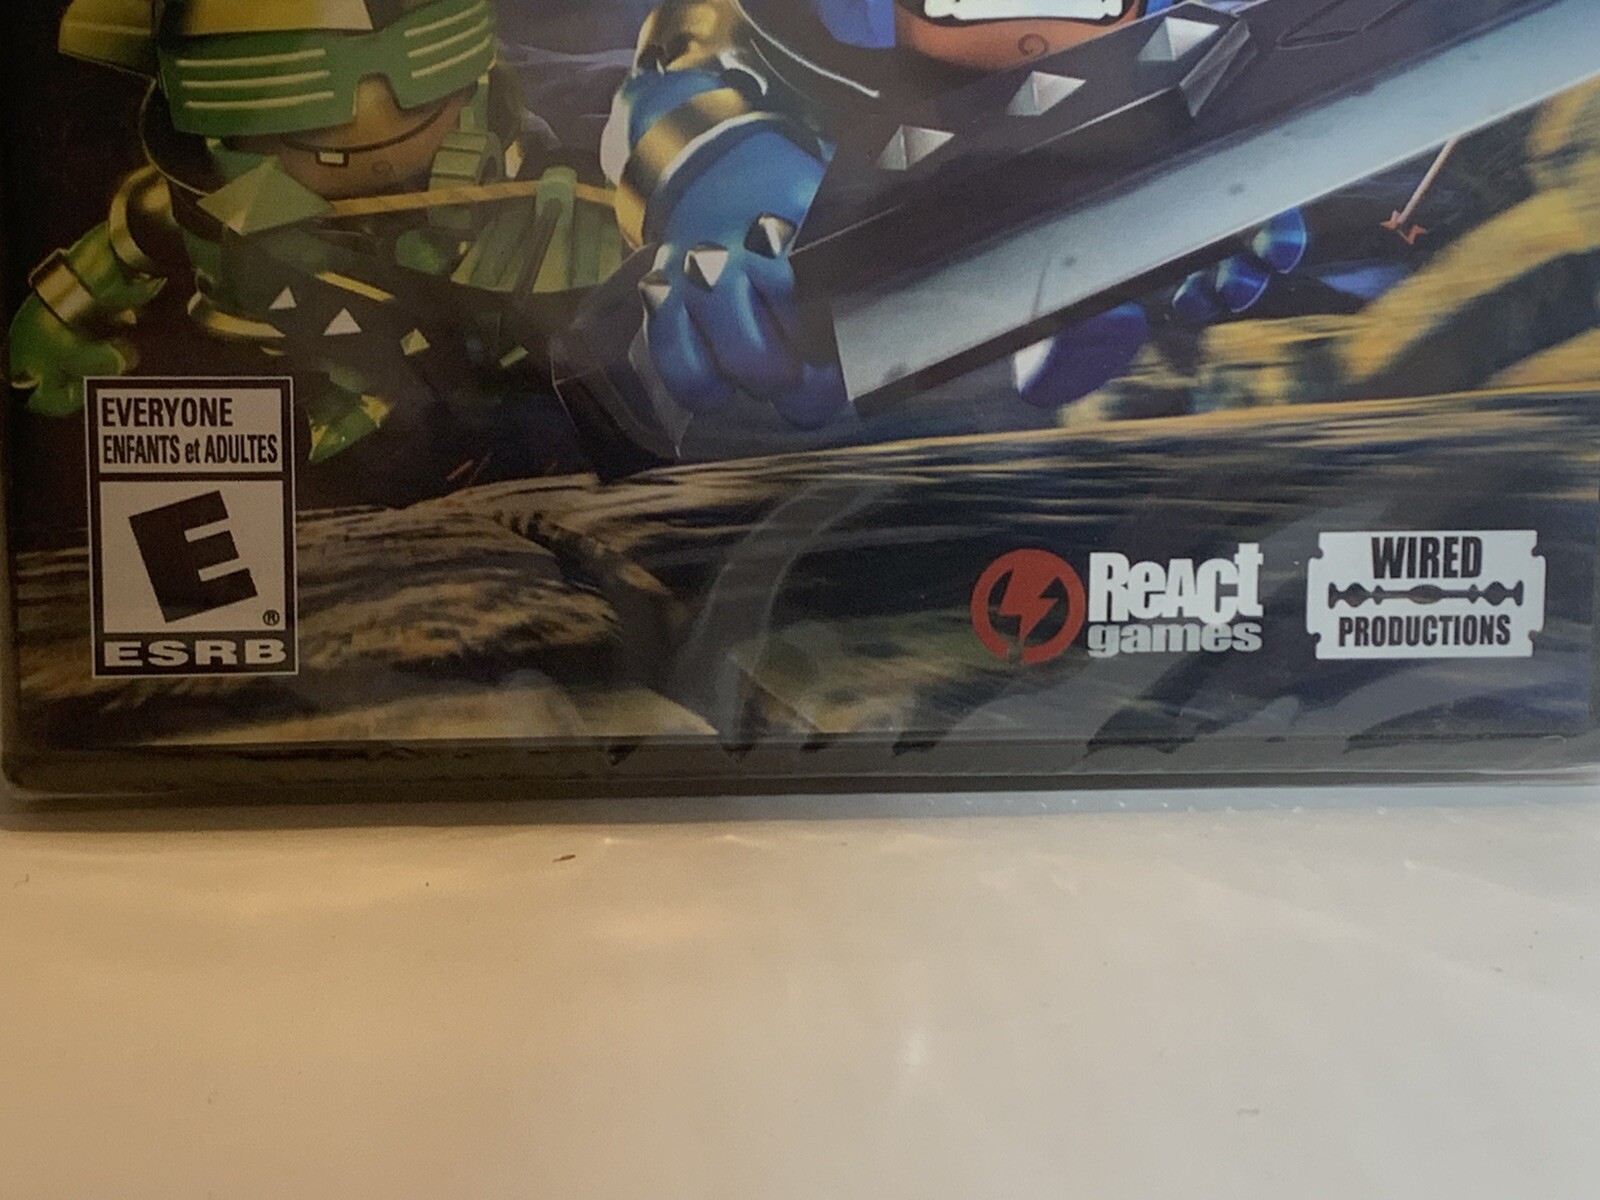 EVERYONE
ENFANTS et ADULTES
E®
ESRB
ReAct
games
WIRED
PRODUCTIONS